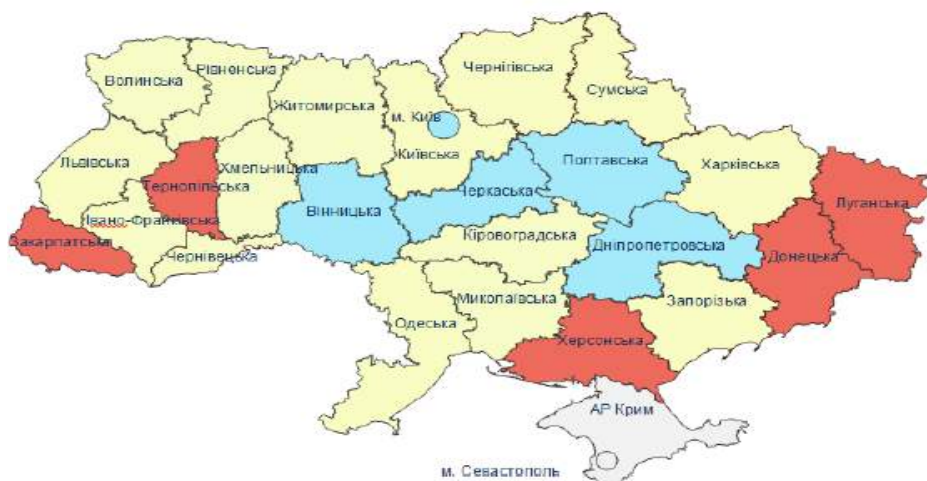 Чернігівська
Волинська
Рівненська
Житомирська
Сумська
м. Київ
Київська
Львівська
Тернопільська
Хмельницька
Полтавська
Харківська
Черкаська
Вінницька
Луганська
Івано-Франківська
Закарпатська
Чернівецька
Кіровоградська
Дніпропетровська
Донецька
Миколаївська
Запорізька
Одеська
Херсонська
АР Крим
м. Севастополь